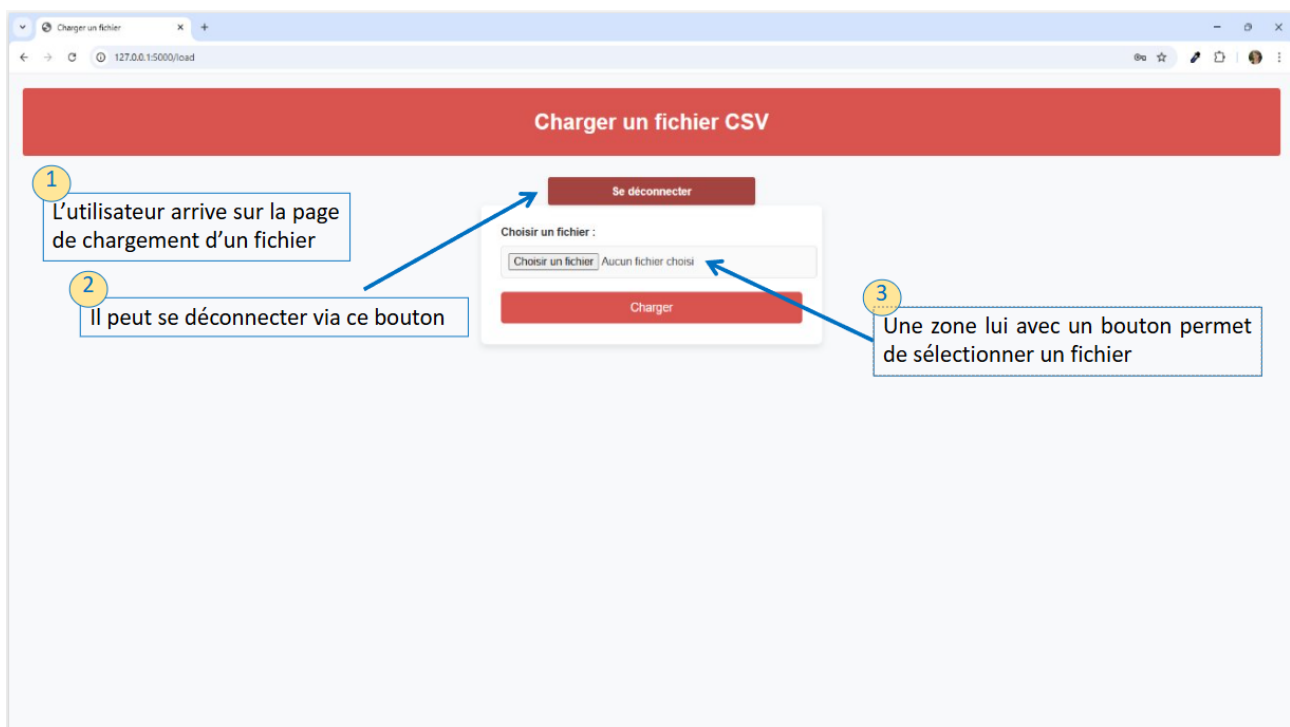 Charger un fichier
127.0.0.1:5000/load
Charger un fichier CSV
1
L’utilisateur arrive sur la page
de chargement d’un fichier
Se déconnecter
Choisir un fichier :
Choisir un fichier Aucun fichier choisi
2
Il peut se déconnecter via ce bouton
Charger
3
Une zone lui avec un bouton permet
de sélectionner un fichier